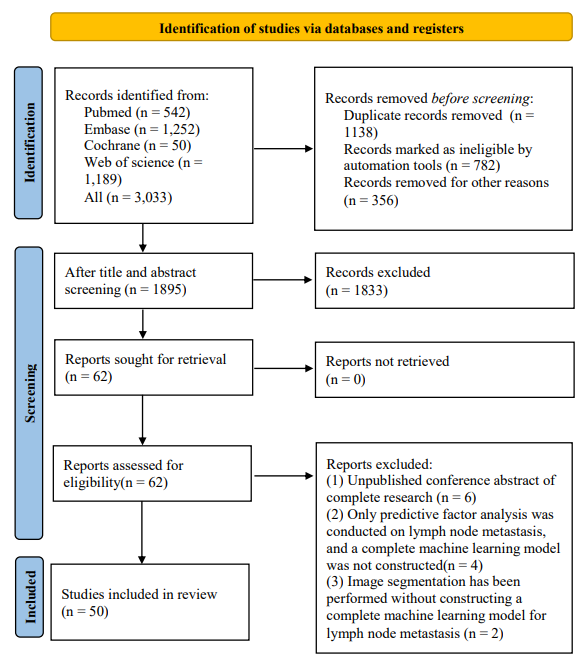 Identification of studies via databases and registers
Identification
Records identified from:
Pubmed (n = 542)
Embase (n = 1,252)
Cochrane (n = 50)
Web of science (n =
1,189)
All (n = 3,033)
Records removed before screening:
Duplicate records removed (n =
1138)
Records marked as ineligible by
automation tools (n = 782)
Records removed for other reasons
(n = 356)
Screening
After title and abstract
screening (n = 1895)
Records excluded
(n = 1833)
Reports sought for retrieval
(n = 62)
Reports not retrieved
(n = 0)
Reports assessed for
eligibility(n = 62)
Reports excluded:
(1) Unpublished conference abstract of
complete research (n = 6)
(2) Only predictive factor analysis was
conducted on lymph node metastasis,
and a complete machine learning model
was not constructed(n = 4)
(3) Image segmentation has been
performed without constructing a
complete machine learning model for
lymph node metastasis (n = 2)
Included
Studies included in review
(n = 50)